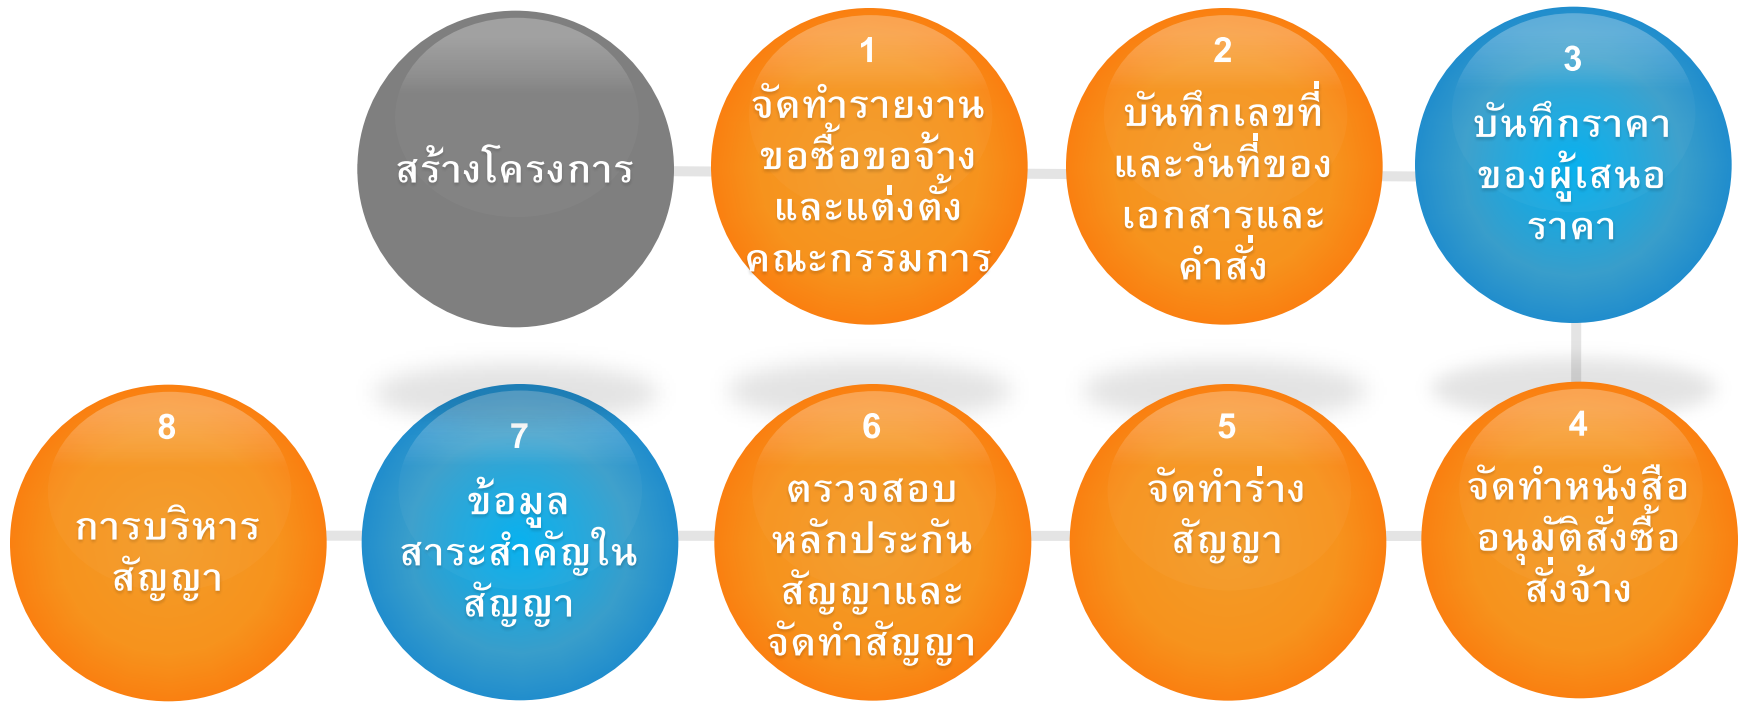 สร้างโครงการ
1
จัดทำรายงาน
ขอซื้อขอจ้าง
และแต่งตั้ง
คณะกรรมการ
2
บันทึกเลขที่
และวันที่ของ
เอกสารและ
คำสั่ง
3
บันทึกราคา
ของผู้เสนอ
ราคา
4
จัดทำหนังสือ
อนุมัติสั่งซื้อ
สั่งจ้าง
5
จัดทำร่าง
สัญญา
6
ตรวจสอบ
หลักประกัน
สัญญาและ
จัดทำสัญญา
7
ข้อมูล
สาระสำคัญใน
สัญญา
8
การบริหาร
สัญญา